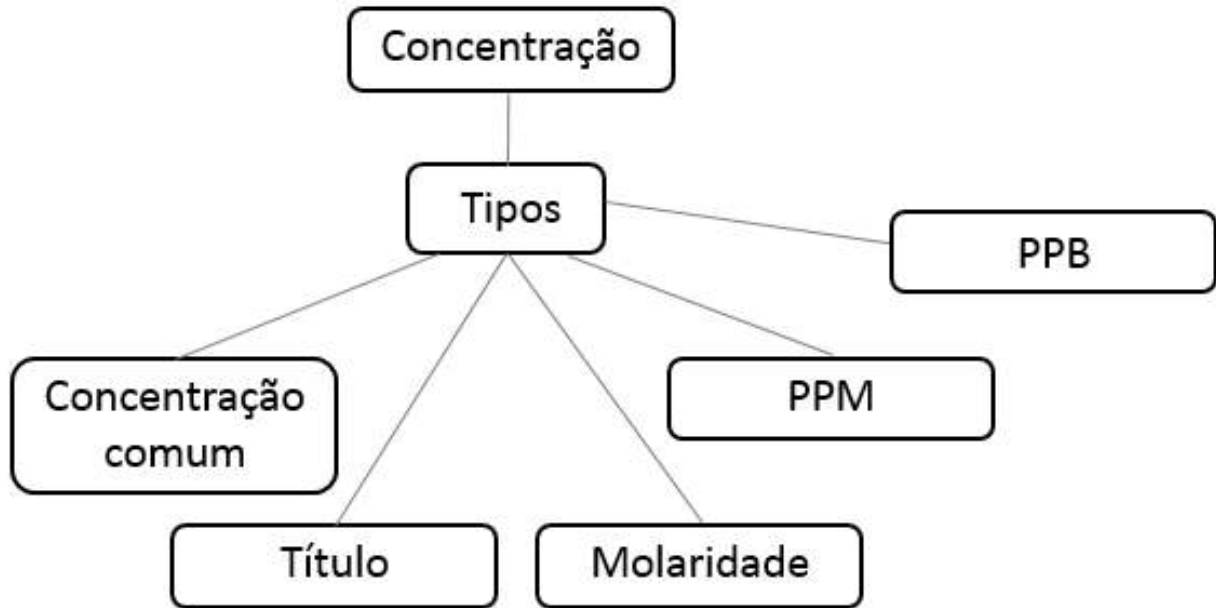 Concentração
Tipos
PPB
Concentração
comum
PPM
Título
Molaridade